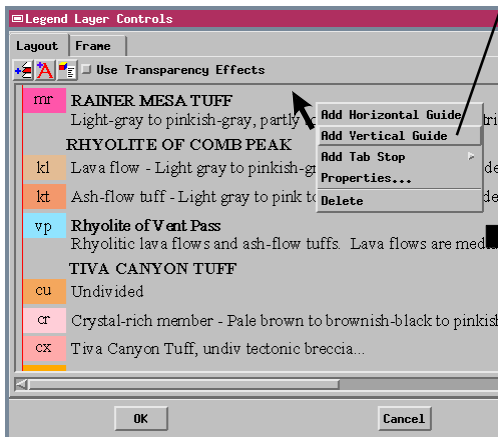 Legend Layer Controls
Layout Frame
Use Transparency Effects
mr RAINER MESA TUFF
Light-gray to pinkish-gray, partly
RHYOLITE OF COMB PEAK
kl Lava flow - Light gray to pinkish-gr
kt Ash-flow tuff - Light gray to pink to
vp Rhyolite of Vent Pass
Rhyolitic lava flows and ash-flow tuffs. Lava flows are med
TIVA CANYON TUFF
cu Undivided
cr Crystal-rich member - Pale brown to brownish-black to pinkish
cx Tiva Canyon Tuff, undiv tectonic breccia...
Add Horizontal Guide
Add Vertical Guide
Add Tab Stop
Properties...
Delete
OK Cancel